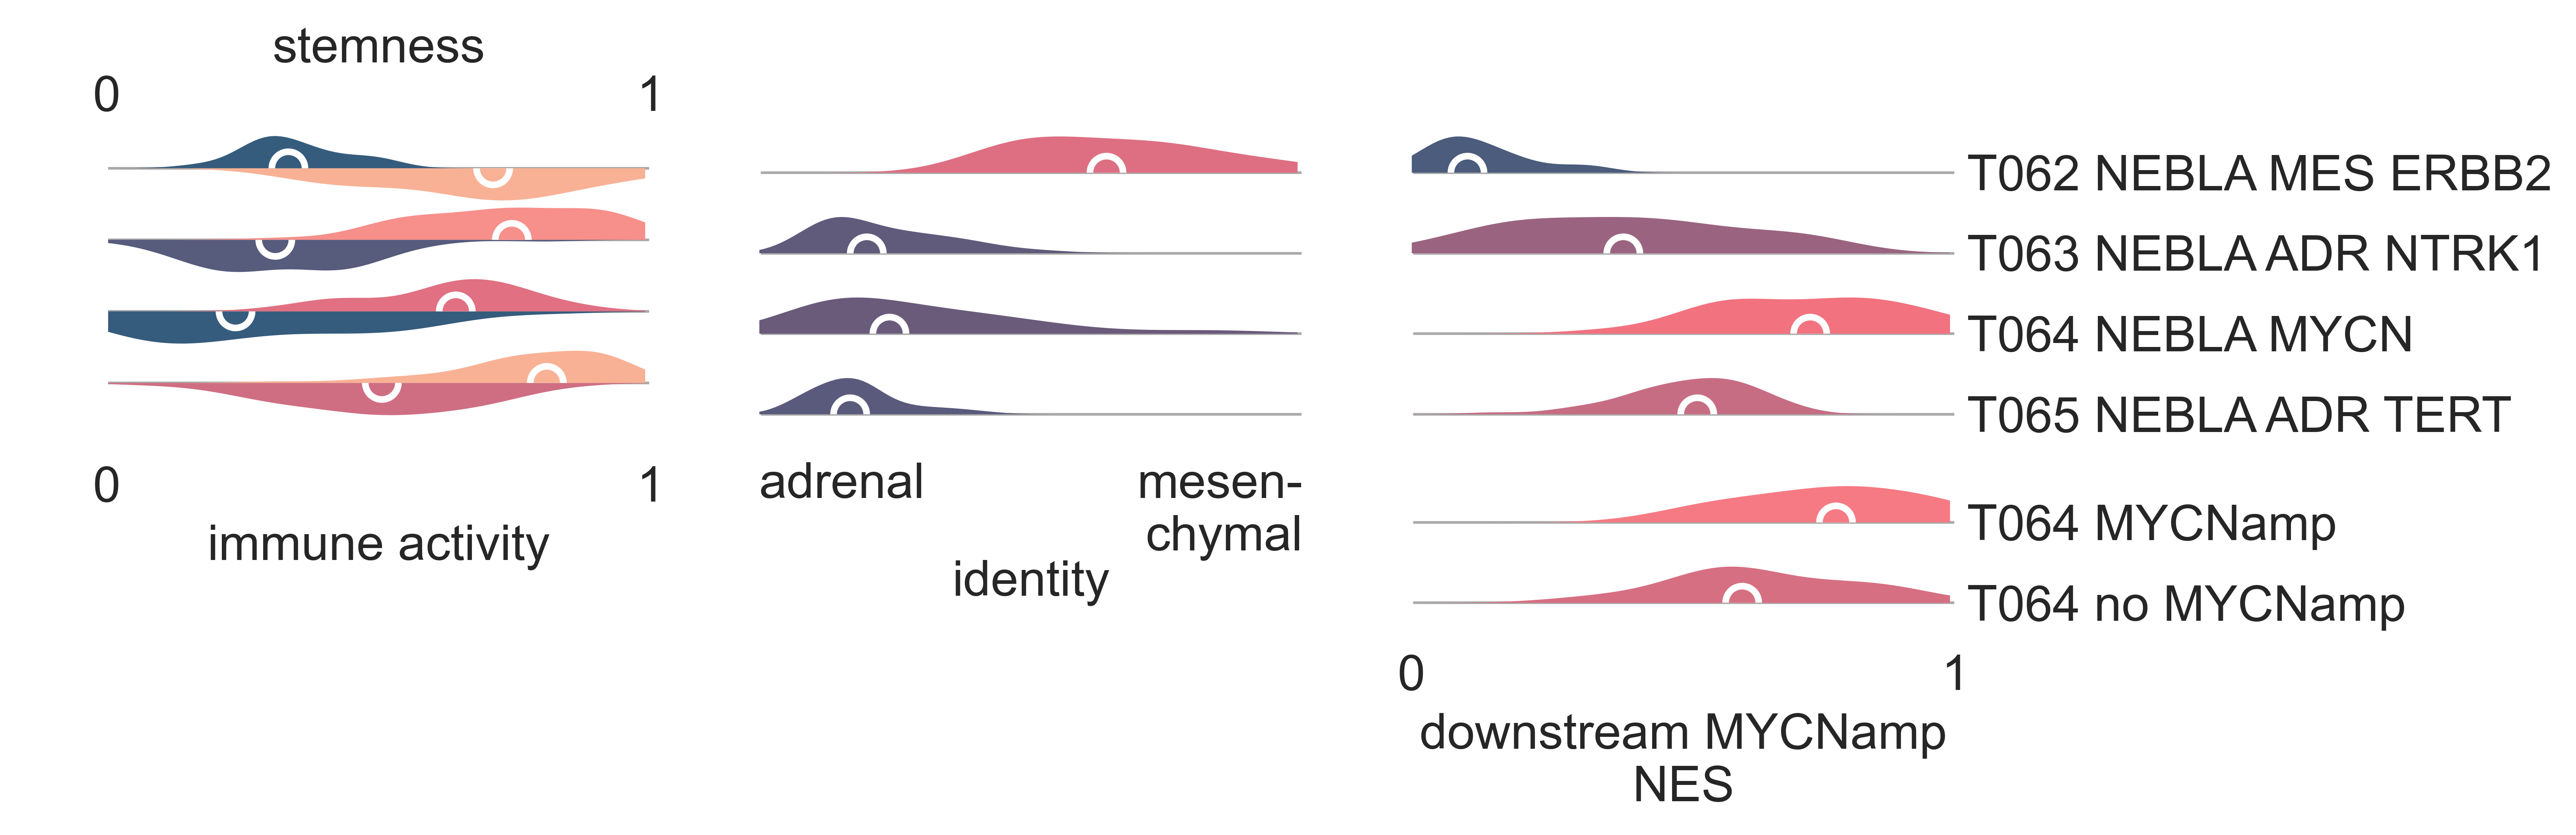 stemness
0 1
T062 NEBLA MES ERBB2
T063 NEBLA ADR NTRK1
T064 NEBLA MYCN
T065 NEBLA ADR TERT
0 1
immune activity
adrenal mesen-
chymal
identity
T064 MYCNamp
T064 no MYCNamp
0 1
downstream MYCNamp
NES